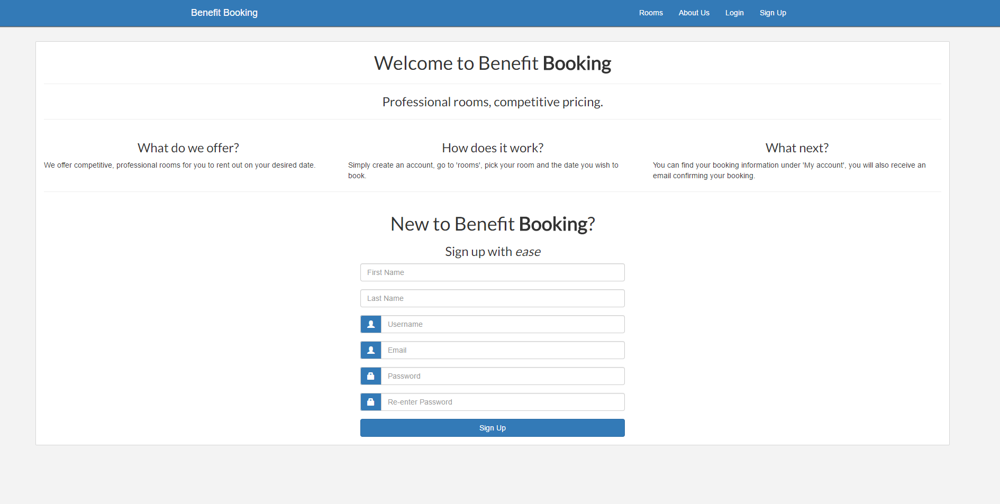 Benefit Booking
Rooms About Us Login Sign Up
Welcome to Benefit Booking
Professional rooms, competitive pricing.
What do we offer?
We offer competitive, professional rooms for you to rent out on your desired date.
How does it work?
Simply create an account, go to 'rooms', pick your room and the date you wish to
book.
What next?
You can find your booking information under 'My account', you will also receive an
email confirming your booking.
New to Benefit Booking?
Sign up with ease
First Name
Last Name
Username
Email
Password
Re-enter Password
Sign Up